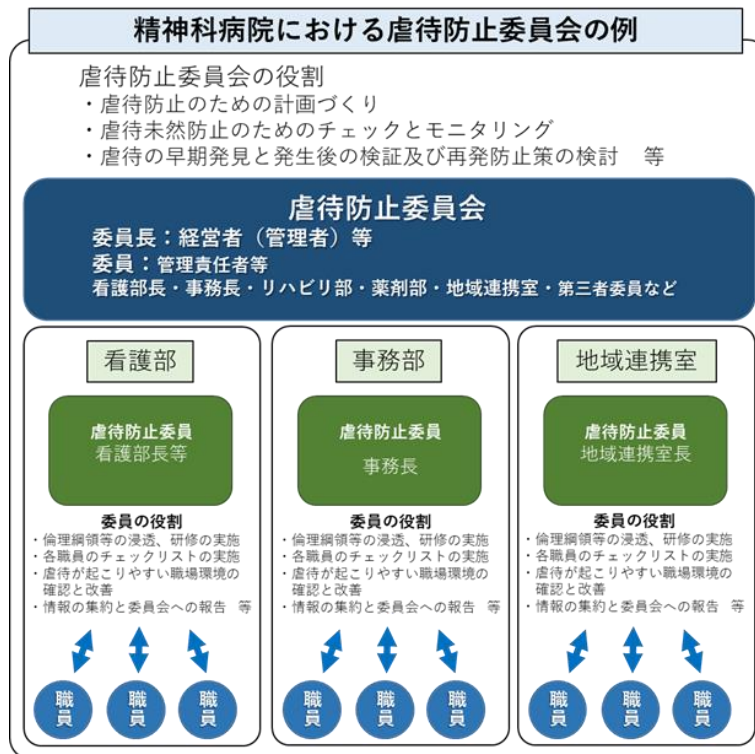 精神科病院における虐待防止委員会の例
虐待防止委員会の役割
・虐待防止のための計画づくり
・虐待未然防止のためのチェックとモニタリング
・虐待の早期発見と発生後の検証及び再発防止策の検討　等
虐待防止委員会
委員長：経営者（管理者）等
委員：管理責任者等
看護部長・事務長・リハビリ部・薬剤部・地域連携室・第三者委員など
看護部
虐待防止委員
看護部長等
委員の役割
・倫理綱領等の浸透、研修の実施
・各職員のチェックリストの実施
・虐待が起こりやすい職場環境の
確認と改善
・情報の集約と委員会への報告　等
職員
職員
職員
事務部
虐待防止委員
事務長
委員の役割
・倫理綱領等の浸透、研修の実施
・各職員のチェックリストの実施
・虐待が起こりやすい職場環境の
確認と改善
・情報の集約と委員会への報告　等
職員
職員
職員
地域連携室
虐待防止委員
地域連携室長
委員の役割
・倫理綱領等の浸透、研修の実施
・各職員のチェックリストの実施
・虐待が起こりやすい職場環境の
確認と改善
・情報の集約と委員会への報告　等
職員
職員
職員